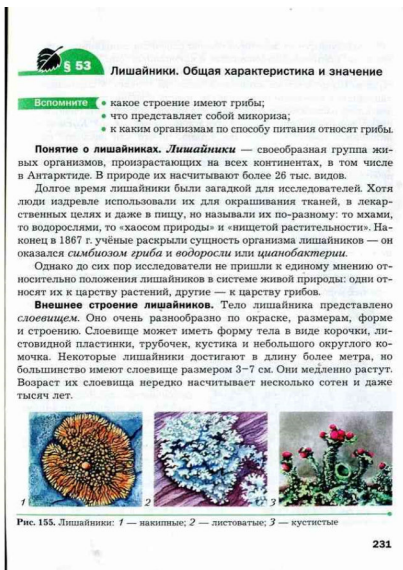 § 53
Лишайники. Общая характеристика и значение
Вспомните
• какое строение имеют грибы;
• что представляет собой микориза;
• к каким организмам по способу питания относят грибы.
Понятие о лишайниках. Лишайники — своеобразная группа жи-
вых организмов, произрастающих на всех континентах, в том числе
в Антарктиде. В природе их насчитывают более 26 тыс. видов.
Долгое время лишайники были загадкой для исследователей. Хотя
люди издревле использовали их для окрашивания тканей, в лекар-
ственных целях и даже в пищу, но называли их по-разному: то мхами,
то водорослями, то «хаосом природы» и «нищетой растительности». На-
конец в 1867 г. учёные раскрыли сущность организма лишайников — он
оказался симбиозом гриба и водоросли или цианобактерии.
Однако до сих пор исследователи не пришли к единому мнению от-
носительно положения лишайников в системе живой природы: одни от-
носят их к царству растений, другие — к царству грибов.
Внешнее строение лишайников. Тело лишайника представлено
слоевищем. Оно очень разнообразно по окраске, размерам, форме
и строению. Слоевище может иметь форму тела в виде корочки, ли-
стовидной пластинки, трубочек, кустика и небольшого округлого ко-
мочка. Некоторые лишайники достигают в длину более метра, но
большинство имеют слоевище размером 3–7 см. Они медленно растут.
Возраст их слоевища нередко насчитывает несколько сотен и даже
тысяч лет.
1 2 3
Рис. 155. Лишайники: 1 — накипные; 2 — листоватые; 3 — кустистые
231